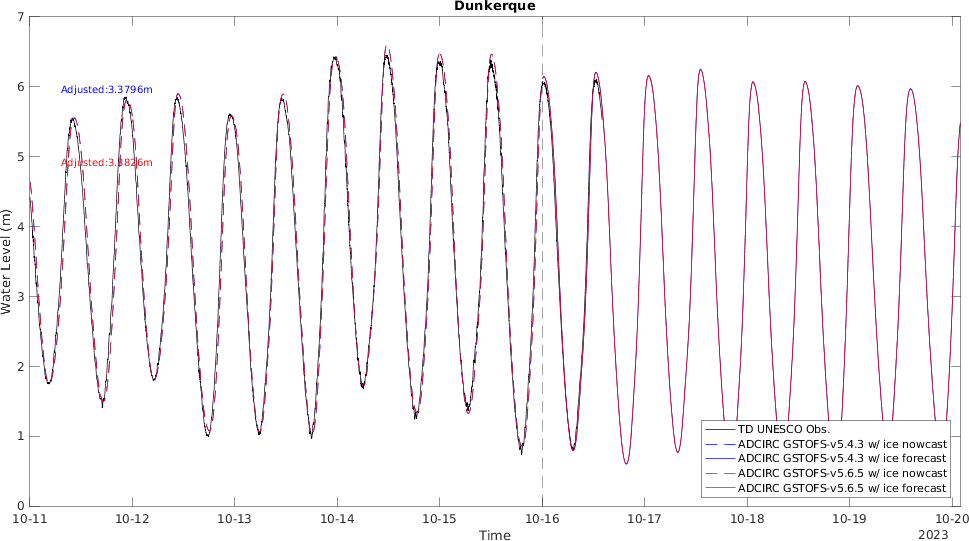 Dunkerque
7
6
5
4
3
2
1
0
Water Level (m)
Adjusted:3.3796m
Adjusted:3.3826m
TD UNESCO Obs.
ADCIRC GSTOFS-v5.4.3 w/ ice nowcast
ADCIRC GSTOFS-v5.4.3 w/ ice forecast
ADCIRC GSTOFS-v5.6.5 w/ ice nowcast
ADCIRC GSTOFS-v5.6.5 w/ ice forecast
10-11 10-12 10-13 10-14 10-15 10-16 10-17 10-18 10-19 10-20
Time
2023